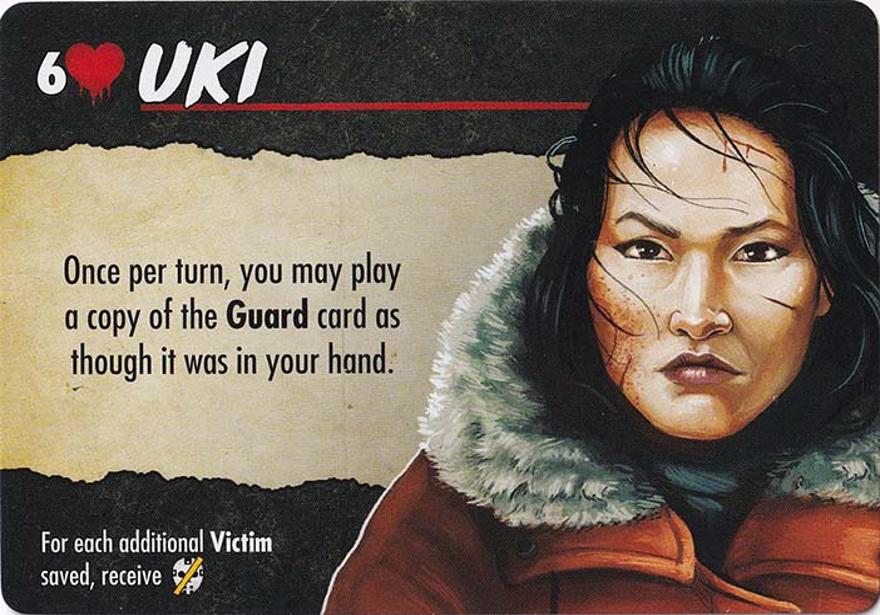 6 UKI
Once per turn, you may play
a copy of the Guard card as
though it was in your hand.
For each additional Victim
saved, receive